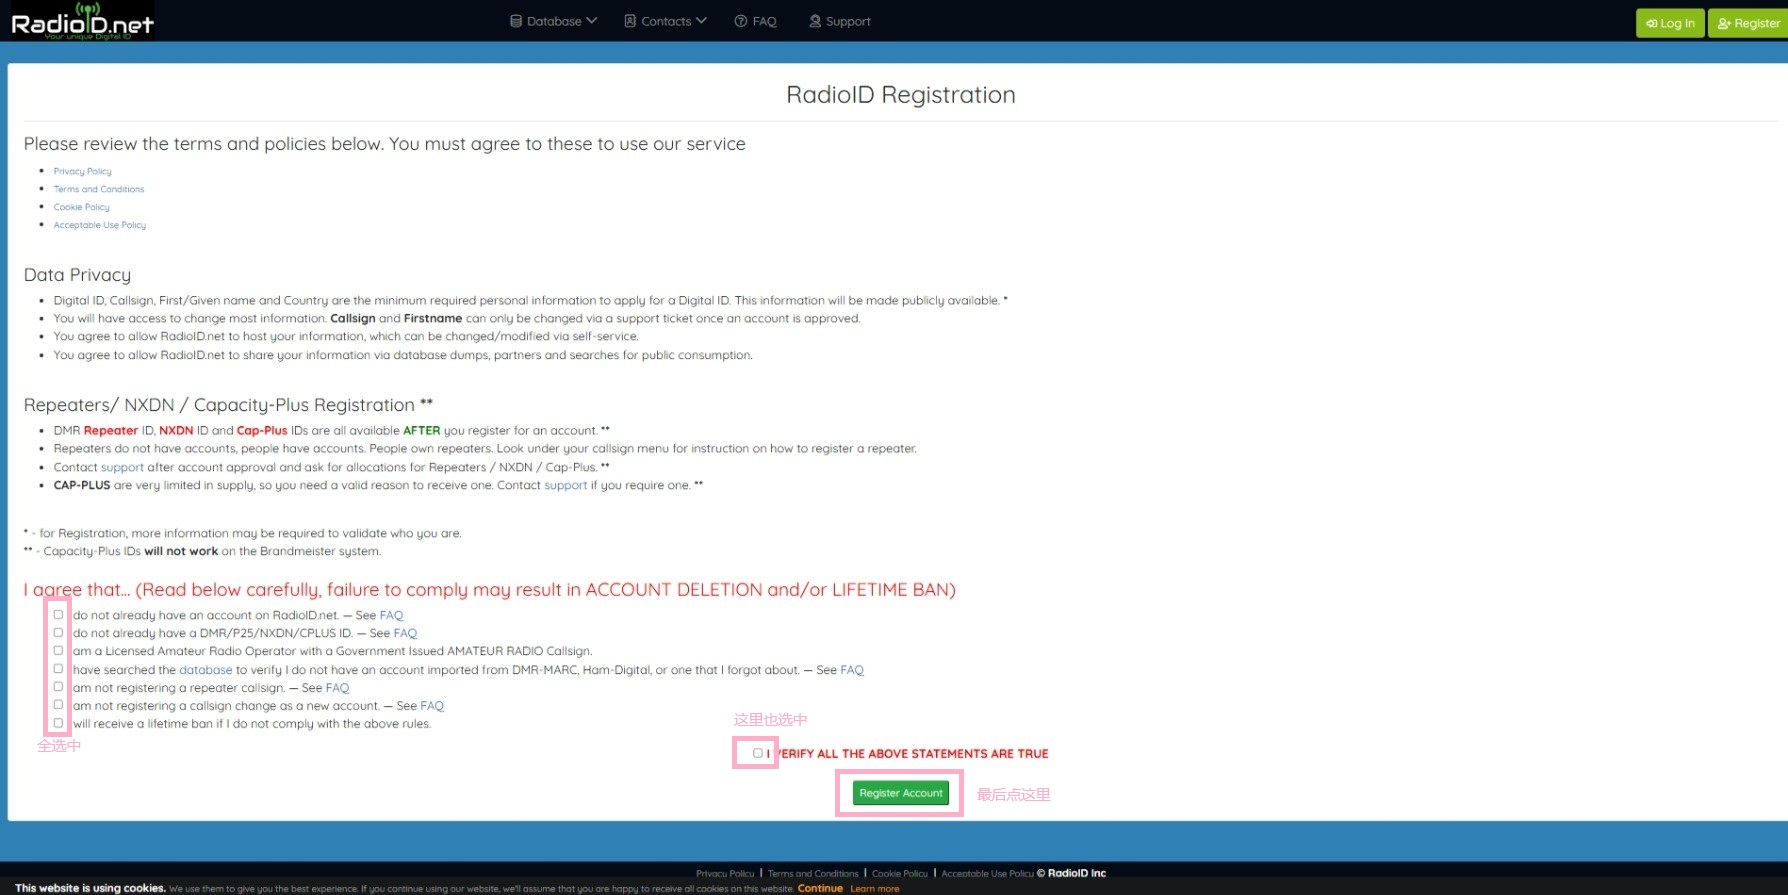 RadioID.net
Your unique Digital ID
Database Contacts FAQ Support
Log In Register
RadioID Registration
Please review the terms and policies below. You must agree to these to use our service
Privacy Policy
Terms and Conditions
Cookie Policy
Acceptable Use Policy
Data Privacy
Digital ID, Callsign, First/Given name and Country are the minimum required personal information to apply for a Digital ID. This information will be made publicly available. *
You will have access to change most information. Callsign and Firstname can only be changed via a support ticket once an account is approved.
You agree to allow RadioID.net to host your information, which can be changed/modified via self-service.
You agree to allow RadioID.net to share your information via database dumps, partners and searches for public consumption.
Repeaters/ NXDN / Capacity-Plus Registration **
DMR Repeater ID, NXDN ID and Cap-Plus IDs are all available AFTER you register for an account. **
Repeaters do not have accounts, people have accounts. People own repeaters. Look under your callsign menu for instruction on how to register a repeater.
Contact support after account approval and ask for allocations for Repeaters / NXDN / Cap-Plus. **
CAP-PLUS are very limited in supply, so you need a valid reason to receive one. Contact support if you require one. **
* - for Registration, more information may be required to validate who you are.
** - Capacity-Plus IDs will not work on the Brandmeister system.
I agree that... (Read below carefully, failure to comply may result in ACCOUNT DELETION and/or LIFETIME BAN)
do not already have an account on RadioID.net. — See FAQ
do not already have a DMR/P25/NXDN/CPLUS ID. — See FAQ
am a Licensed Amateur Radio Operator with a Government Issued AMATEUR RADIO Callsign.
have searched the database to verify I do not have an account imported from DMR-MARC, Ham-Digital, or one that I forgot about. — See FAQ
am not registering a repeater callsign. — See FAQ
am not registering a callsign change as a new account. — See FAQ
will receive a lifetime ban if I do not comply with the above rules.
全选中
这里也选中
I VERIFY ALL THE ABOVE STATEMENTS ARE TRUE
Register Account
最后点这里
Privacy Policy | Terms and Conditions | Cookie Policy | Acceptable Use Policy © RadioID Inc
This website is using cookies. We use them to give you the best experience. If you continue using our website, we'll assume that you are happy to receive all cookies on this website. Continue Learn more